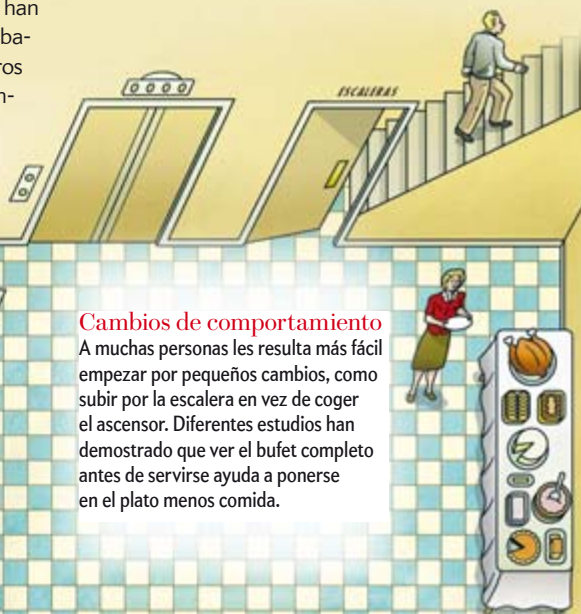 han
ba-
ros
n-
ESCALERAS
Cambios de comportamiento
A muchas personas les resulta más fácil
empezar por pequeños cambios, como
subir por la escalera en vez de coger
el ascensor. Diferentes estudios han
demostrado que ver el bufet completo
antes de servirse ayuda a ponerse
en el plato menos comida.